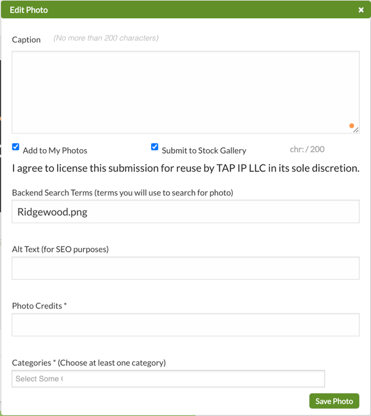 Edit Photo ×
Caption (No more than 200 characters)
Add to My Photos Submit to Stock Gallery chr: / 200
I agree to license this submission for reuse by TAP IP LLC in its sole discretion.
Backend Search Terms (terms you will use to search for photo)
Ridgewood.png
Alt Text (for SEO purposes)
Photo Credits *
Categories * (Choose at least one category)
Select Some
Save Photo